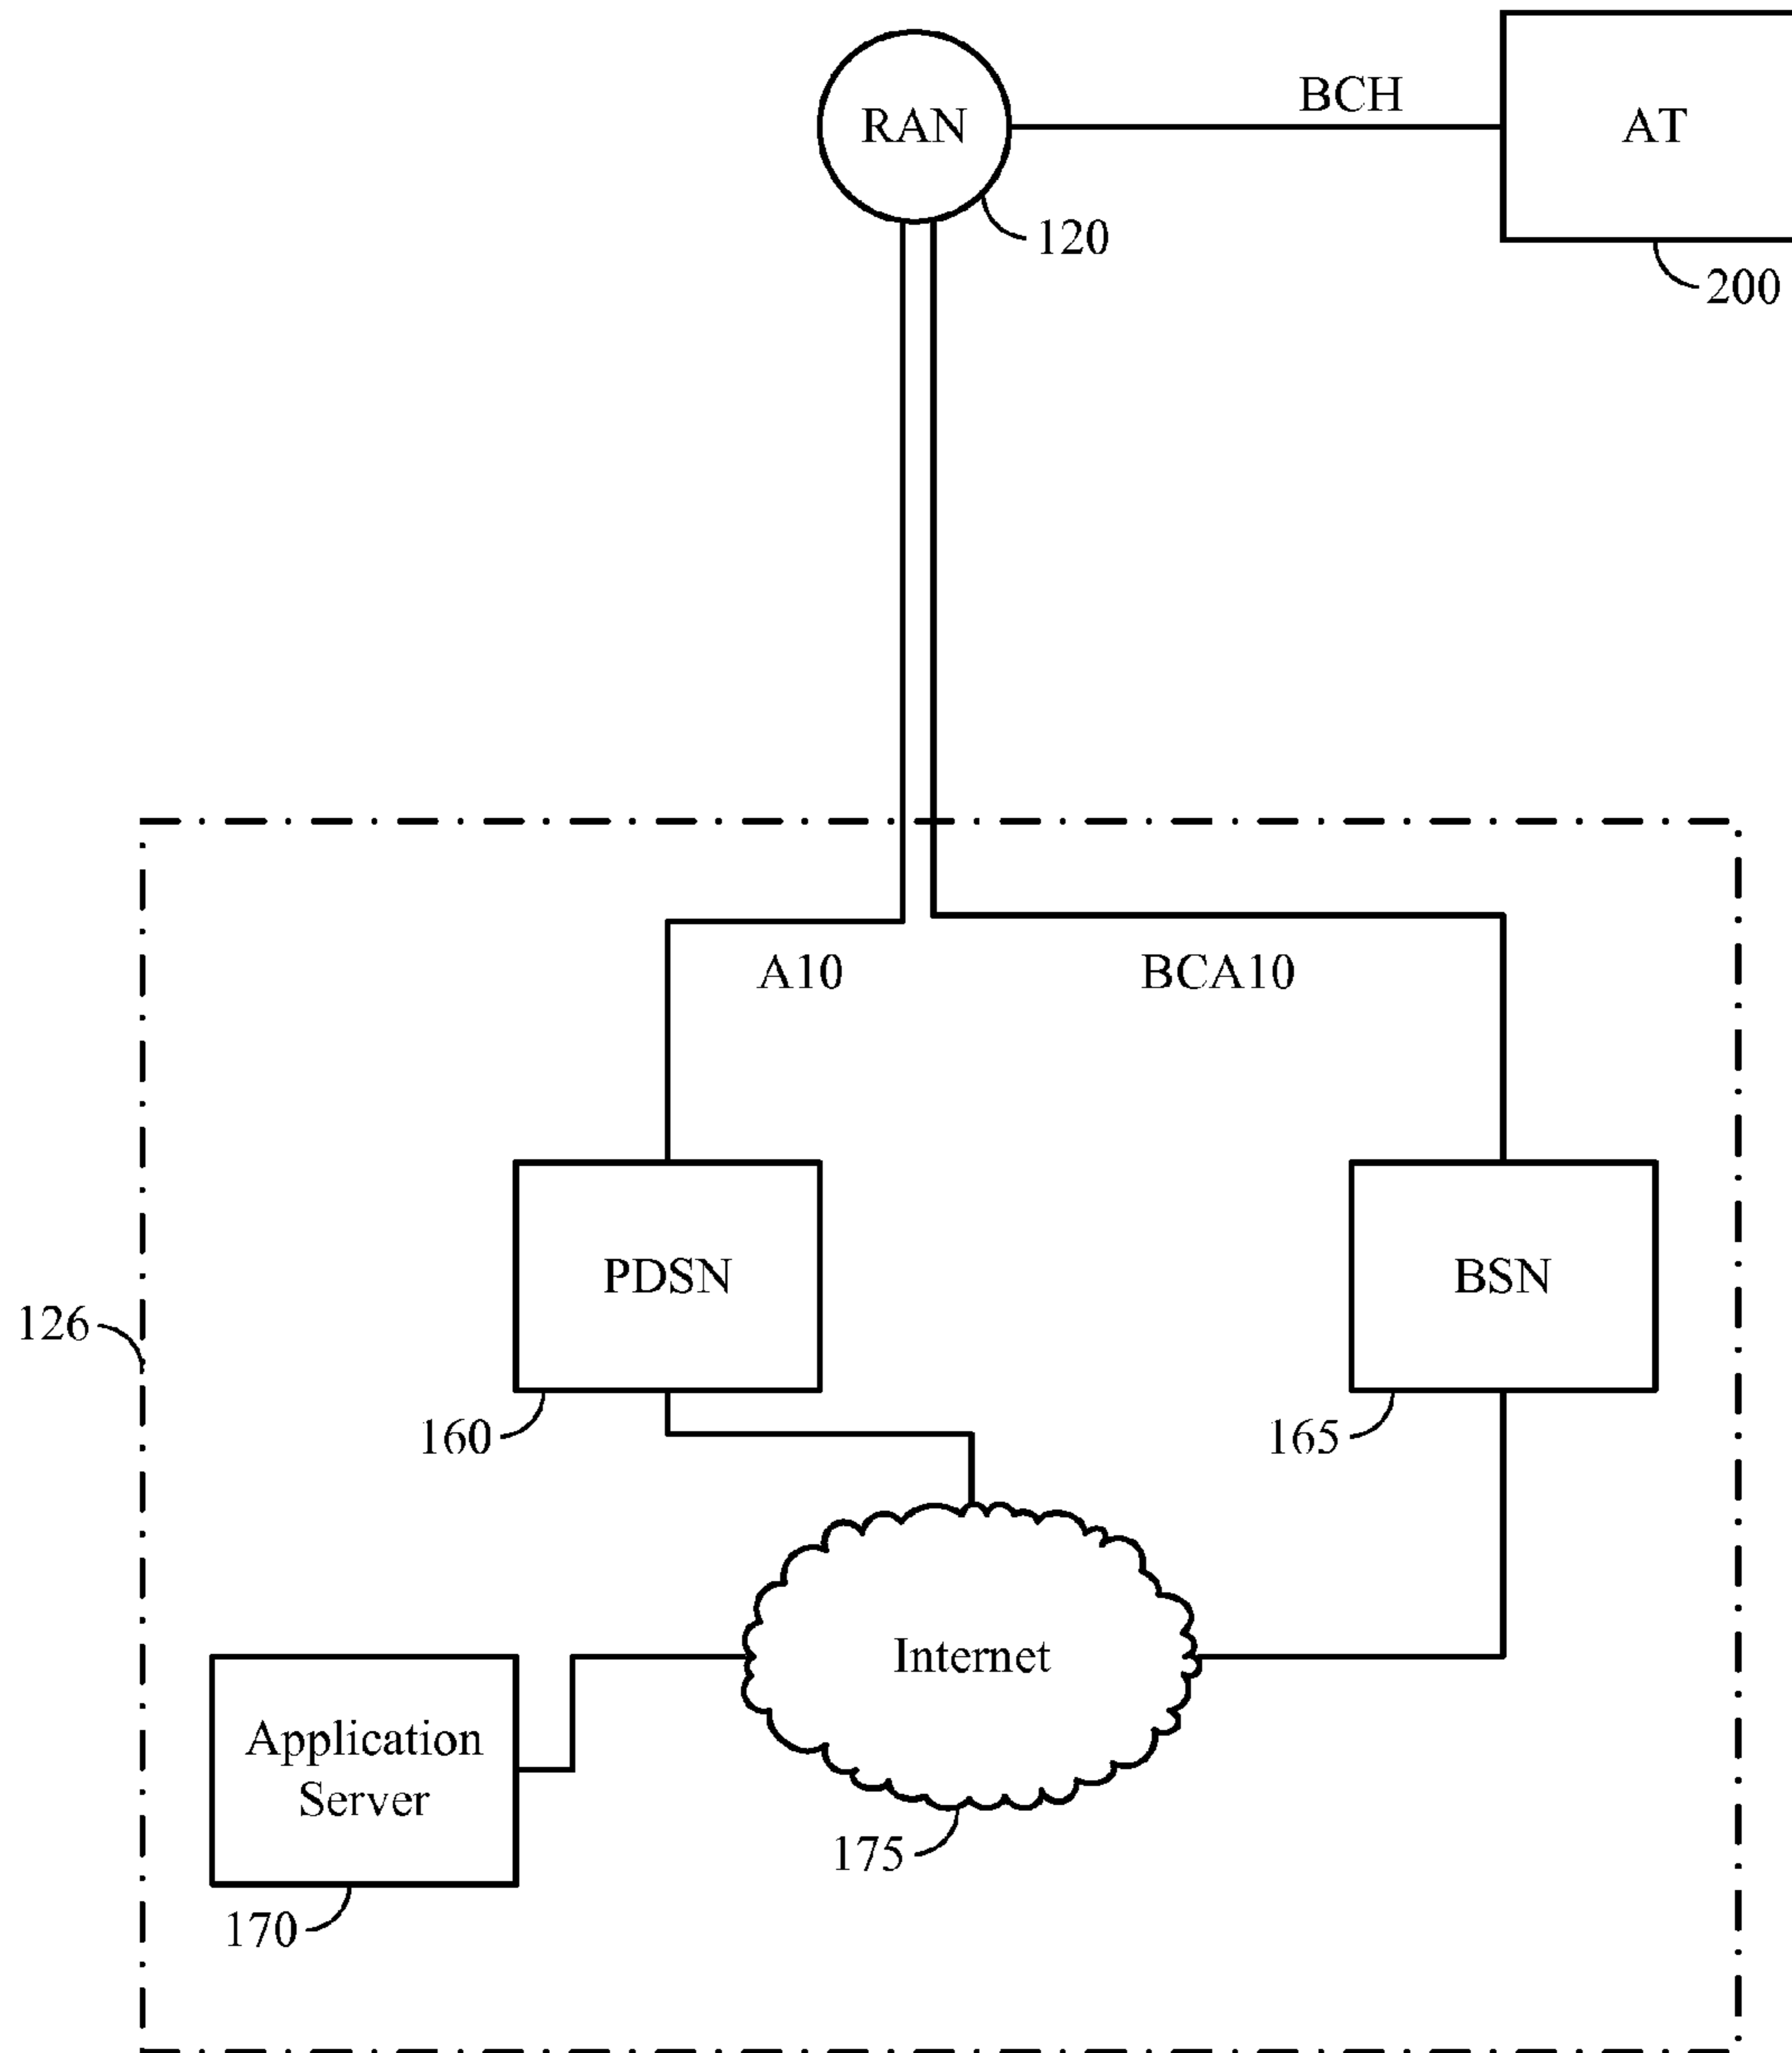 RAN
BCH
AT
120
200
A10
BCA10
PDSN
BSN
126
160
165
Internet
Application
Server
175
170